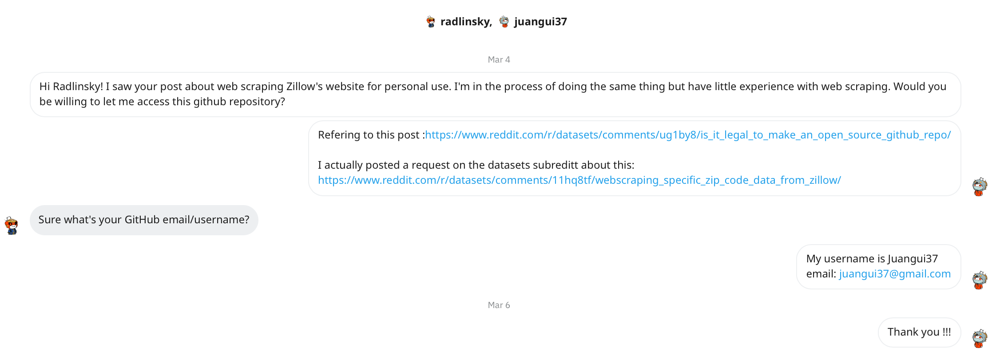 radlinsky, juangui37
Mar 4
Hi Radlinsky! I saw your post about web scraping Zillow's website for personal use. I'm in the process of doing the same thing but have little experience with web scraping. Would you
be willing to let me access this github repository?
Refering to this post :https://www.reddit.com/r/datasets/comments/ug1by8/is_it_legal_to_make_an_open_source_github_repo/
I actually posted a request on the datasets subreditt about this:
https://www.reddit.com/r/datasets/comments/11hq8tf/webscraping_specific_zip_code_data_from_zillow/
Sure what's your GitHub email/username?
My username is Juangui37
email: juangui37@gmail.com
Mar 6
Thank you !!!